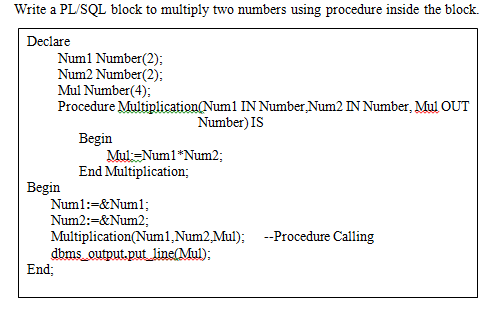 Write a PL/SQL block to multiply two numbers using procedure inside the block.
Declare
Num1 Number(2);
Num2 Number(2);
Mul Number(4);
Procedure Multiplication(Num1 IN Number,Num2 IN Number, Mul OUT
Number) IS
Begin
Mul:=Num1*Num2;
End Multiplication;
Begin
Num1:=&Num1;
Num2:=&Num2;
Multiplication(Num1,Num2,Mul); --Procedure Calling
dbms_output.put_line(Mul);
End;